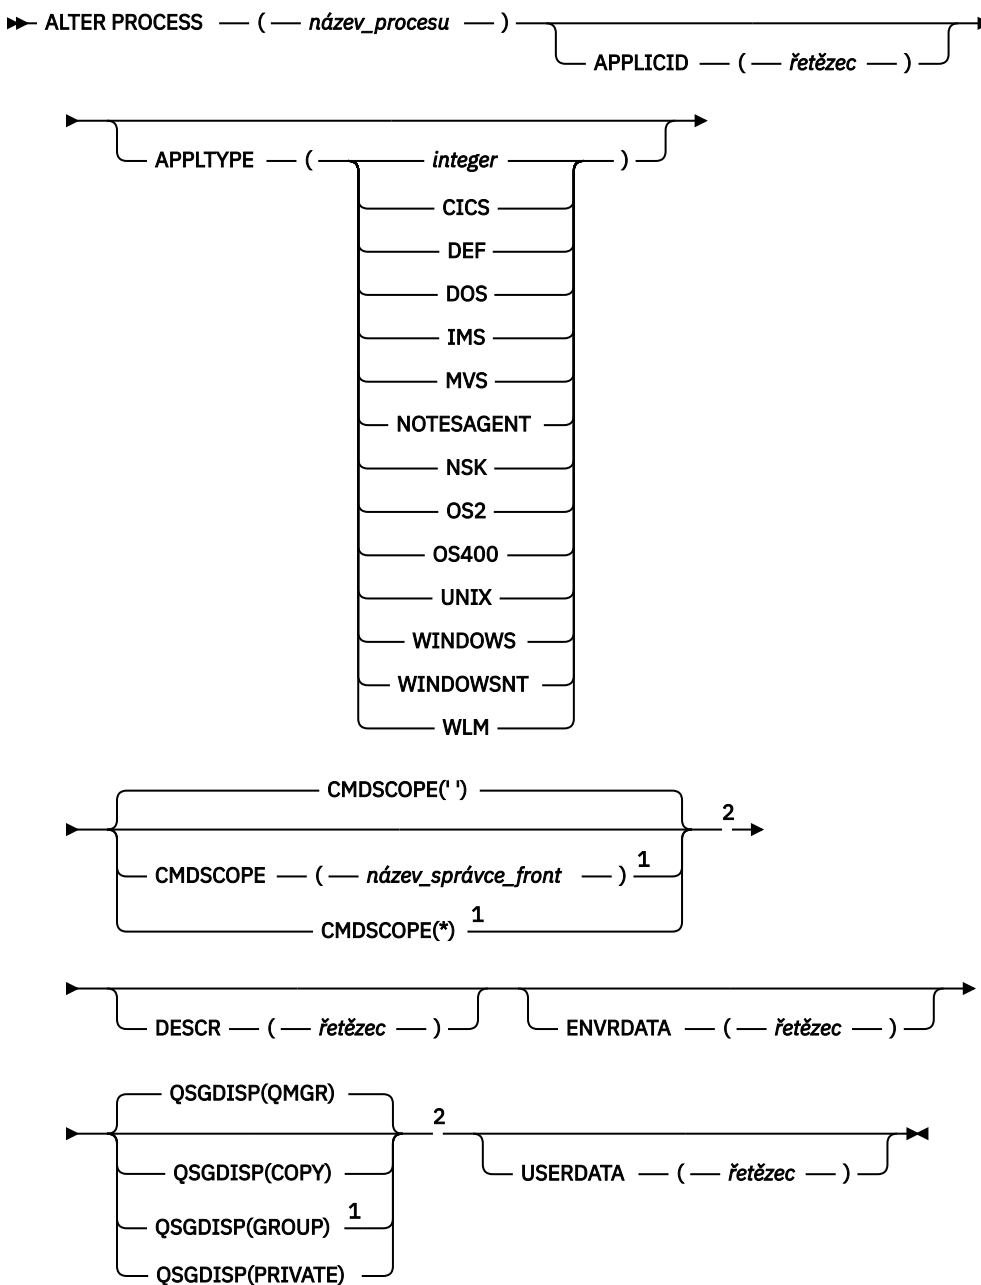 ALTER PROCESS ( název_procesu )
APPLICID ( řetězec )
APPLTYPE ( integer )
CICS
DEF
DOS
IMS
MVS
NOTESAGENT
NSK
OS2
OS400
UNIX
WINDOWS
WINDOWSNT
WLM
CMDSCOPE(' ')
2
CMDSCOPE ( název_správce_front ) 1
CMDSCOPE(*) 1
DESCR ( řetězec ) ENVRDATA ( řetězec )
QSGDISP(QMGR)
2
QSGDISP(COPY) USERDATA ( řetězec )
QSGDISP(GROUP) 1
QSGDISP(PRIVATE)